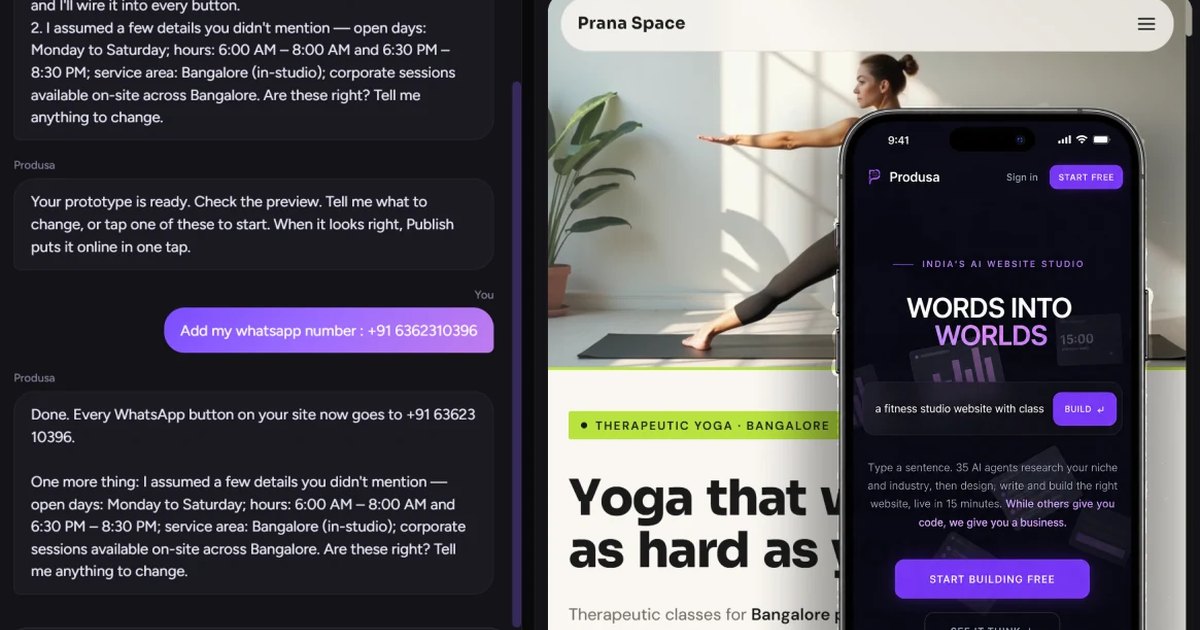 and I'll wire it into every button.
2. I assumed a few details you didn't mention — open days:
Monday to Saturday; hours: 6:00 AM – 8:00 AM and 6:30 PM –
8:30 PM; service area: Bangalore (in-studio); corporate sessions
available on-site across Bangalore. Are these right? Tell me
anything to change.
Produsa
Your prototype is ready. Check the preview. Tell me what to
change, or tap one of these to start. When it looks right, Publish
puts it online in one tap.
You
Add my whatsapp number : +91 6362310396
Produsa
Done. Every WhatsApp button on your site now goes to +91 63623
10396.
One more thing: I assumed a few details you didn't mention —
open days: Monday to Saturday; hours: 6:00 AM – 8:00 AM and
6:30 PM – 8:30 PM; service area: Bangalore (in-studio); corporate
sessions available on-site across Bangalore. Are these right? Tell
me anything to change.
Prana Space
THERAPEUTIC YOGA · BANGALORE
Yoga that
as hard as
Therapeutic classes for Bangalore
9:41
Produsa
Sign in
START FREE
INDIA'S AI WEBSITE STUDIO
WORDS INTO
WORLDS
15:00
a fitness studio website with class
BUILD ↵
Type a sentence. 35 AI agents research your niche
and industry, then design, write and build the right
website, live in 15 minutes. While others give you
code, we give you a business.
START BUILDING FREE
SEE IT THINK ↓